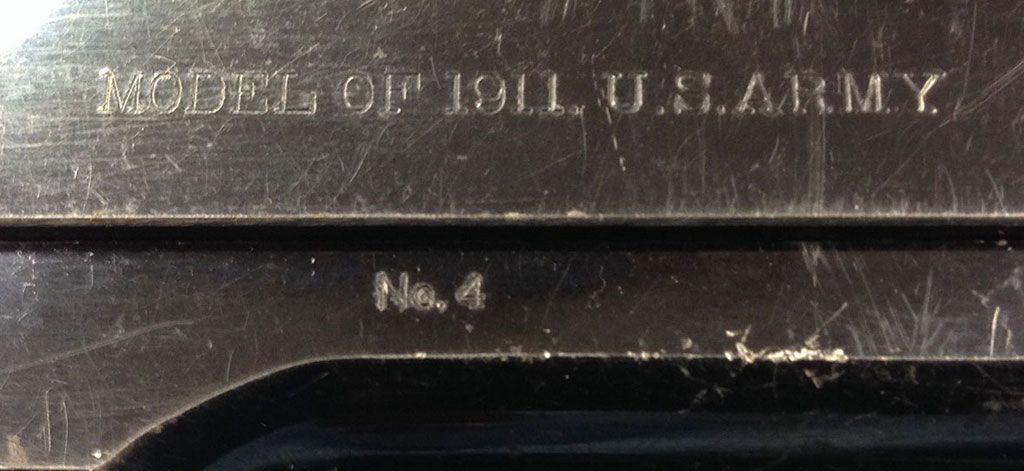 MODEL OF 1911. U.S.ARMY
No. 4